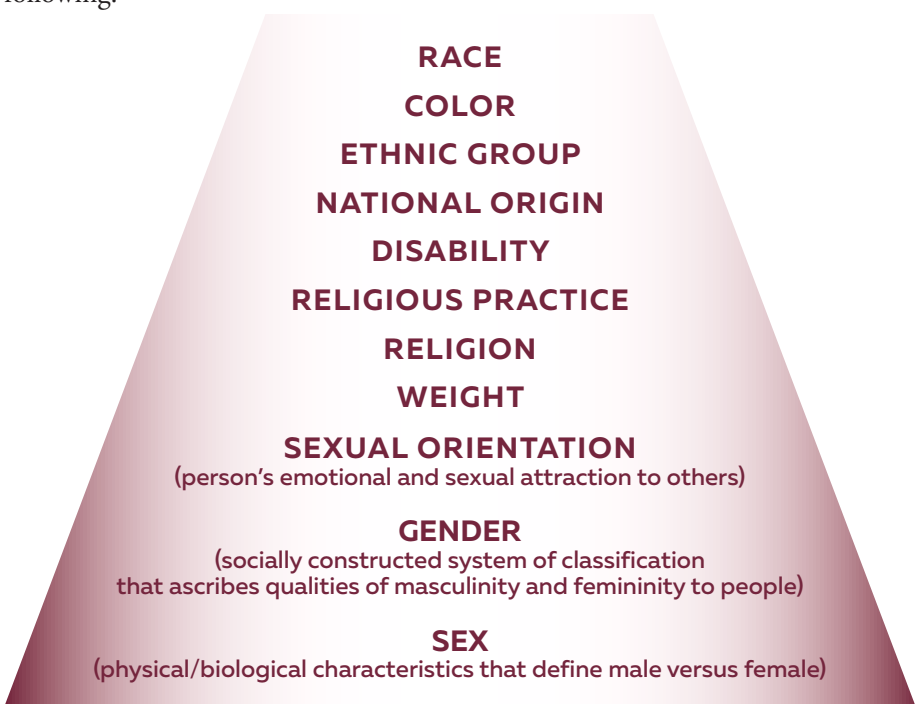 following:
RACE
COLOR
ETHNIC GROUP
NATIONAL ORIGIN
DISABILITY
RELIGIOUS PRACTICE
RELIGION
WEIGHT
SEXUAL ORIENTATION
(person’s emotional and sexual attraction to others)
GENDER
(socially constructed system of classification
that ascribes qualities of masculinity and femininity to people)
SEX
(physical/biological characteristics that define male versus female)